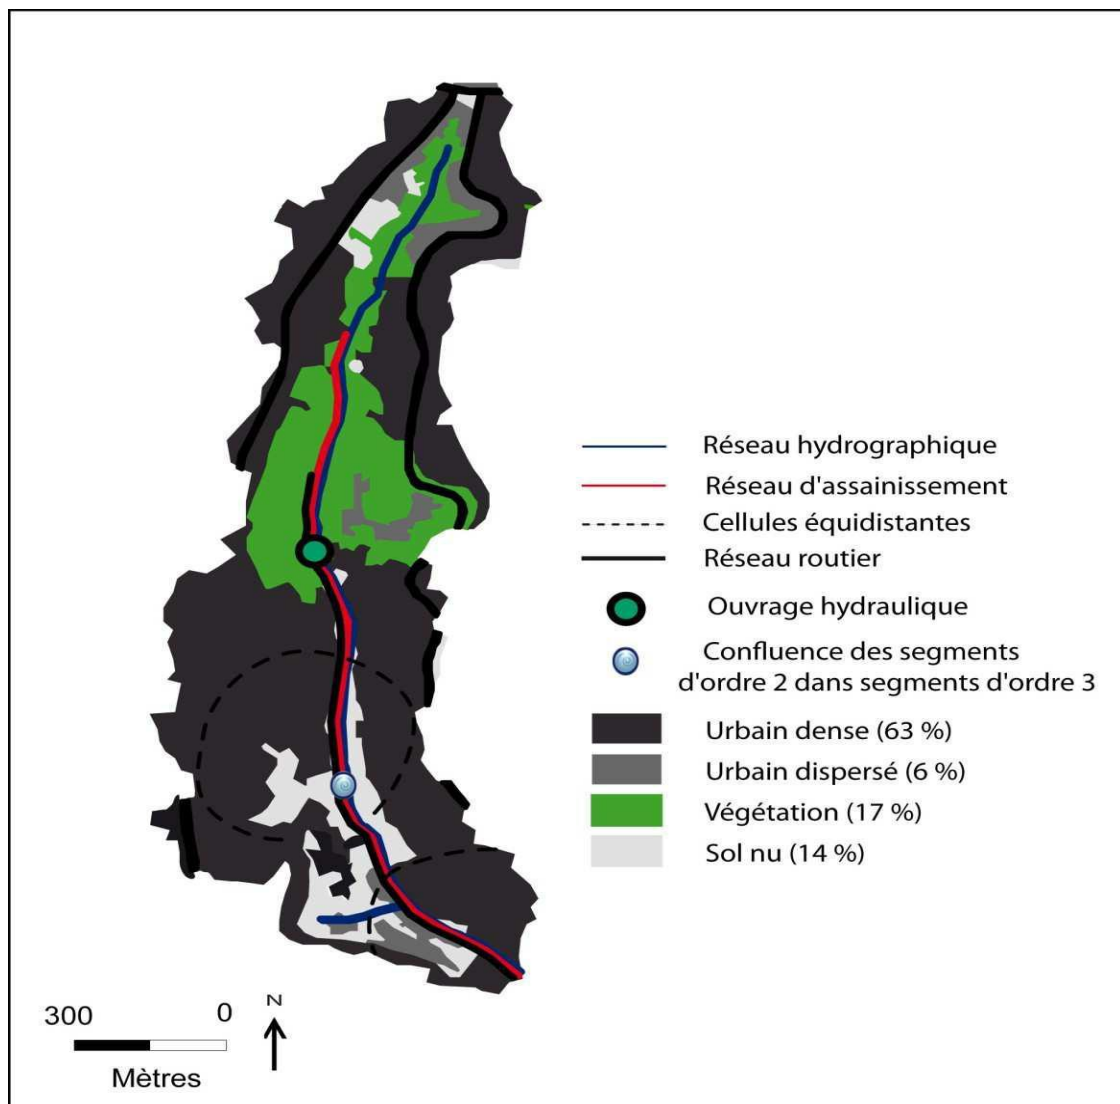 Réseau hydrographique
Réseau d'assainissement
Cellules équidistantes
Réseau routier
Ouvrage hydraulique
Confluence des segments
d'ordre 2 dans segments d'ordre 3
Urbain dense (63 %)
Urbain dispersé (6 %)
Végétation (17 %)
Sol nu (14 %)
300 0 N
Mètres